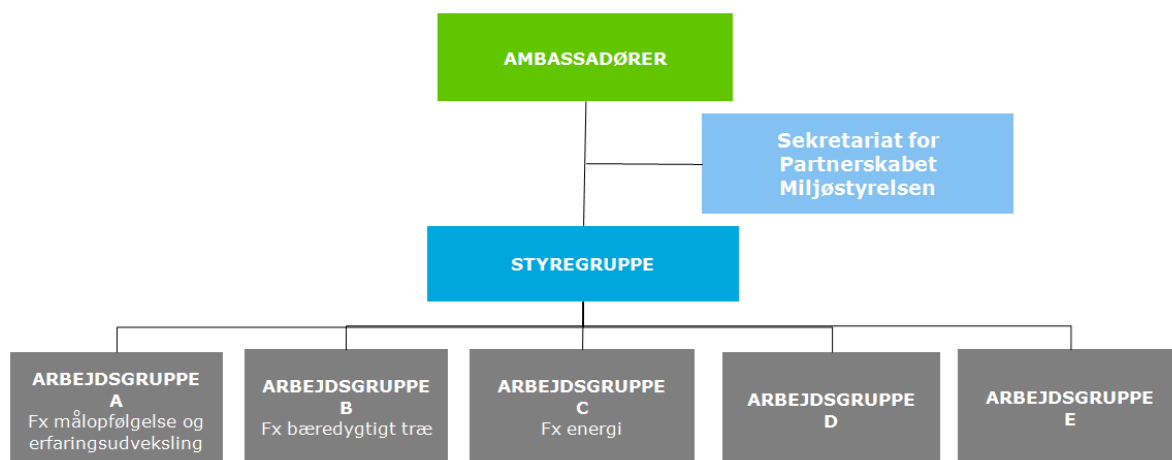 AMBASSADØRER
Sekretariat for
Partnerskabet
Miljøstyrelsen
STYREGRUPPE
ARBEJDSGRUPPE
A
Fx målopfølgelse og
erfaringsudveksling
ARBEJDSGRUPPE
B
Fx bæredygtigt træ
ARBEJDSGRUPPE
C
Fx energi
ARBEJDSGRUPPE
D
ARBEJDSGRUPPE
E